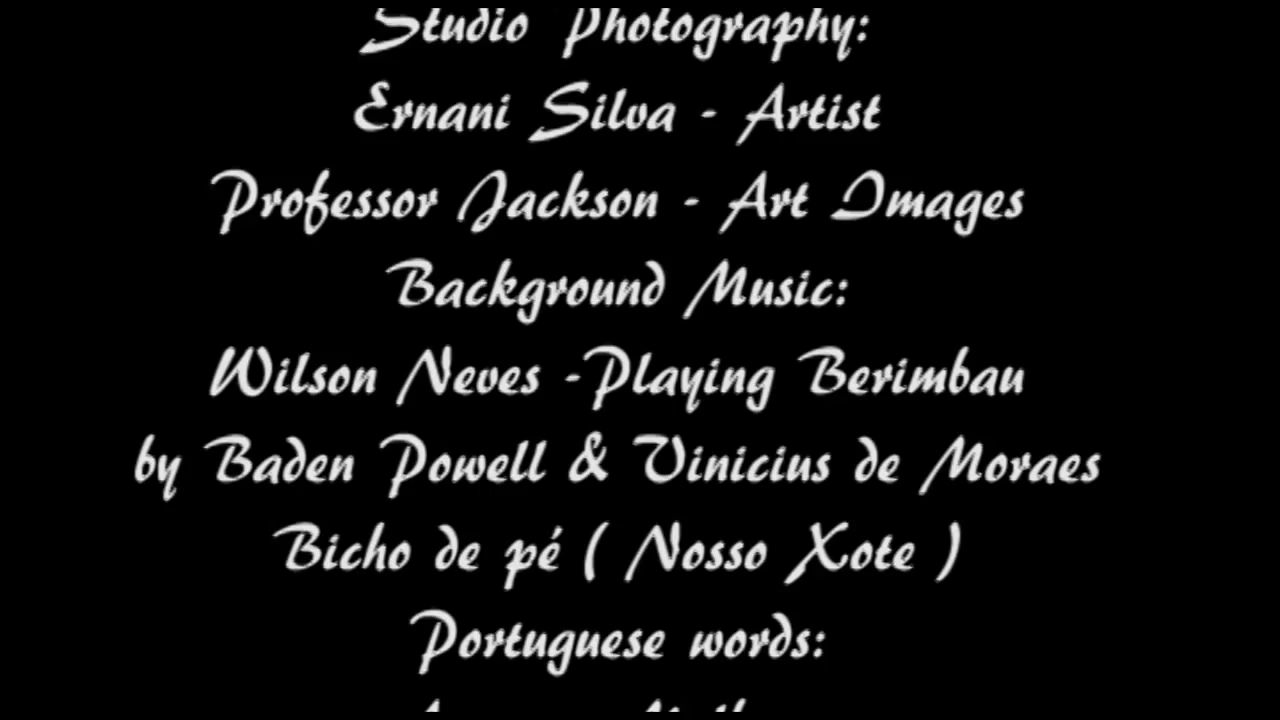 Studio Photography:
Ernani Silva - Artist
Professor Jackson - Art Images
Background Music:
Wilson Neves -Playing Berimbau
by Baden Powell & Vinicius de Moraes
Bicho de pé ( Nosso Xote )
Portuguese words: